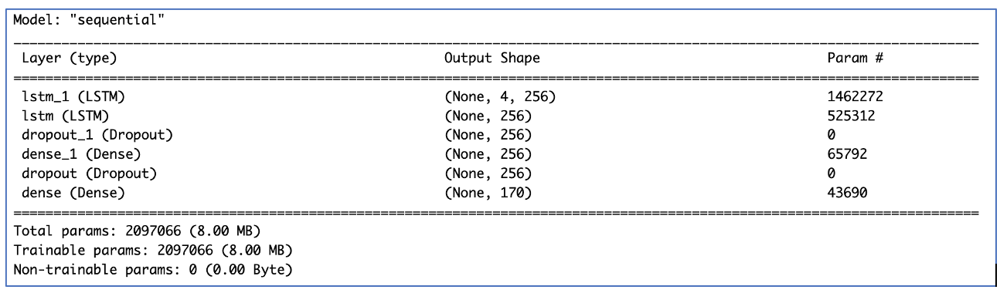 Model: "sequential"
Layer (type) Output Shape Param #
lstm_1 (LSTM) (None, 4, 256) 1462272
lstm (LSTM) (None, 256) 525312
dropout_1 (Dropout) (None, 256) 0
dense_1 (Dense) (None, 256) 65792
dropout (Dropout) (None, 256) 0
dense (Dense) (None, 170) 43690
Total params: 2097066 (8.00 MB)
Trainable params: 2097066 (8.00 MB)
Non-trainable params: 0 (0.00 Byte)